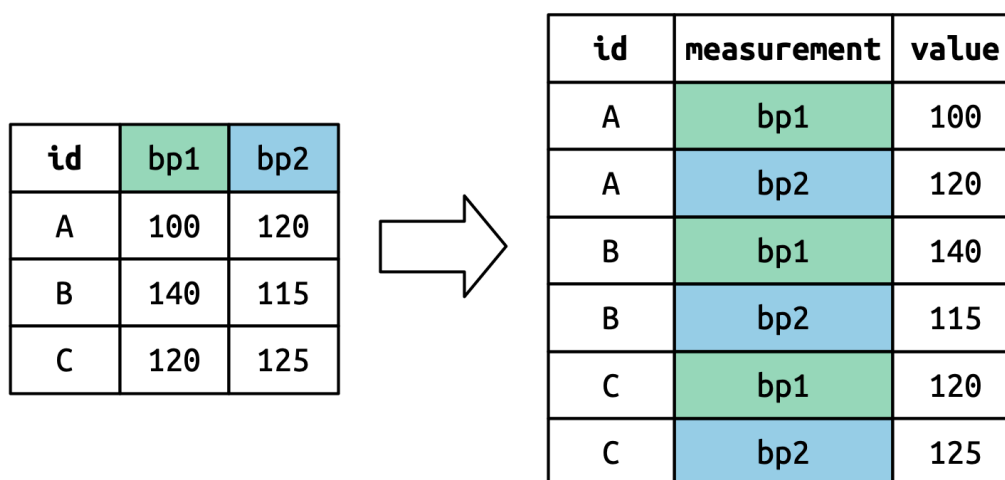 id bp1 bp2
A 100 120
B 140 115
C 120 125
id measurement value
A bp1 100
A bp2 120
B bp1 140
B bp2 115
C bp1 120
C bp2 125